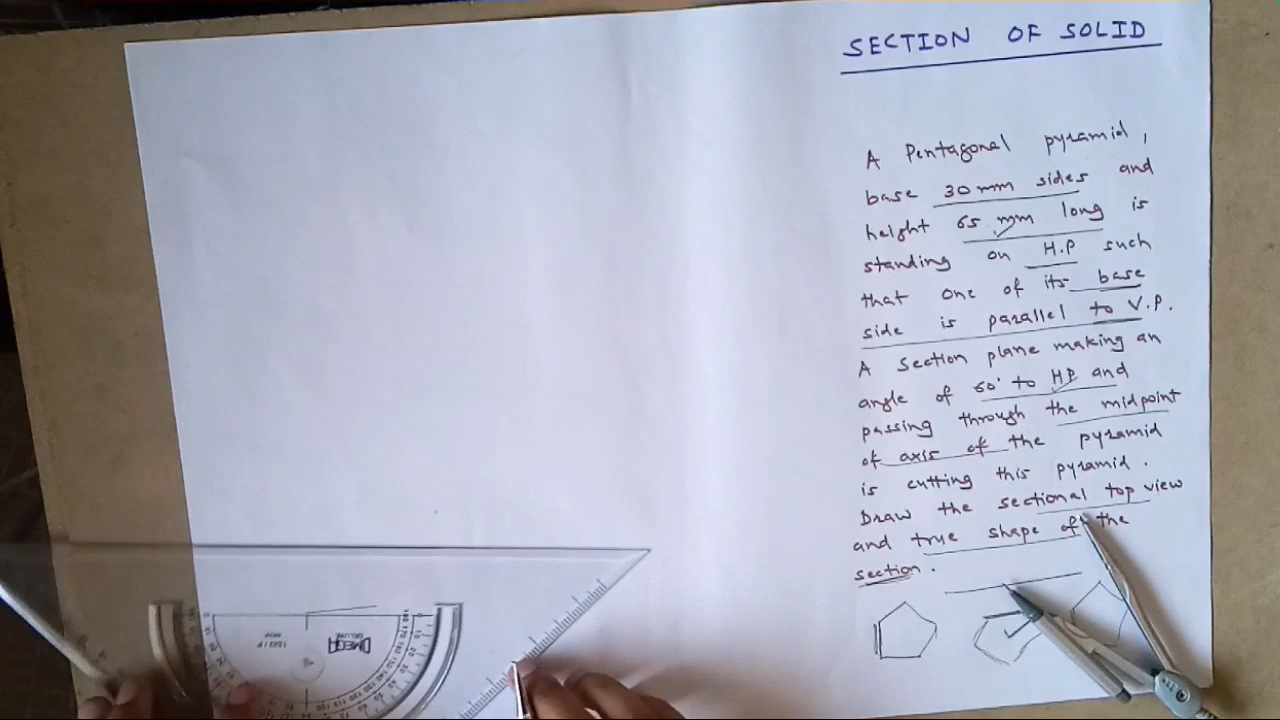 SECTION OF SOLID
A Pentagonal pyramid,
base 30 mm sides and
height 65 mm long is
standing on H.P such
that one of its base
side is parallel to V.P.
A section plane making an
angle of 60° to HP and
passing through the midpoint
of axis of the pyramid
is cutting this pyramid.
Draw the sectional top view
and true shape of the
section.